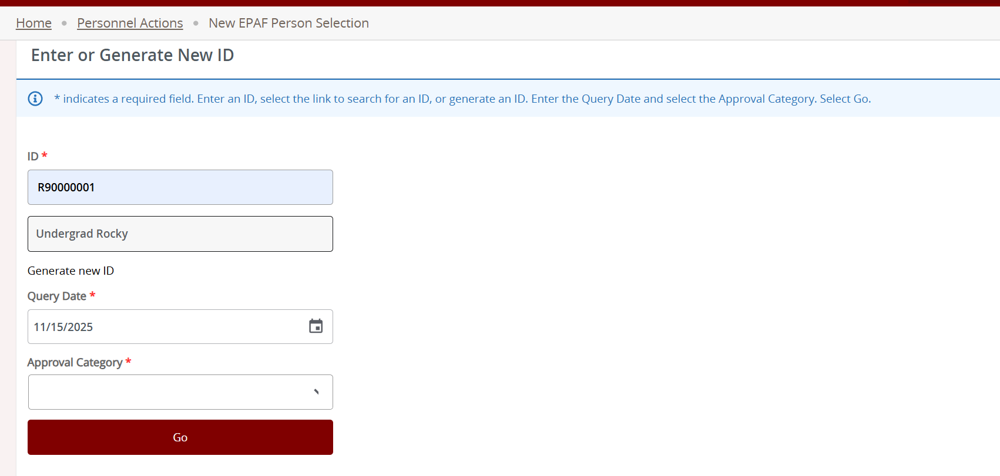 Home • Personnel Actions • New EPAF Person Selection
Enter or Generate New ID
* indicates a required field. Enter an ID, select the link to search for an ID, or generate an ID. Enter the Query Date and select the Approval Category. Select Go.
ID *
R90000001
Undergrad Rocky
Generate new ID
Query Date *
11/15/2025
Approval Category *
Go